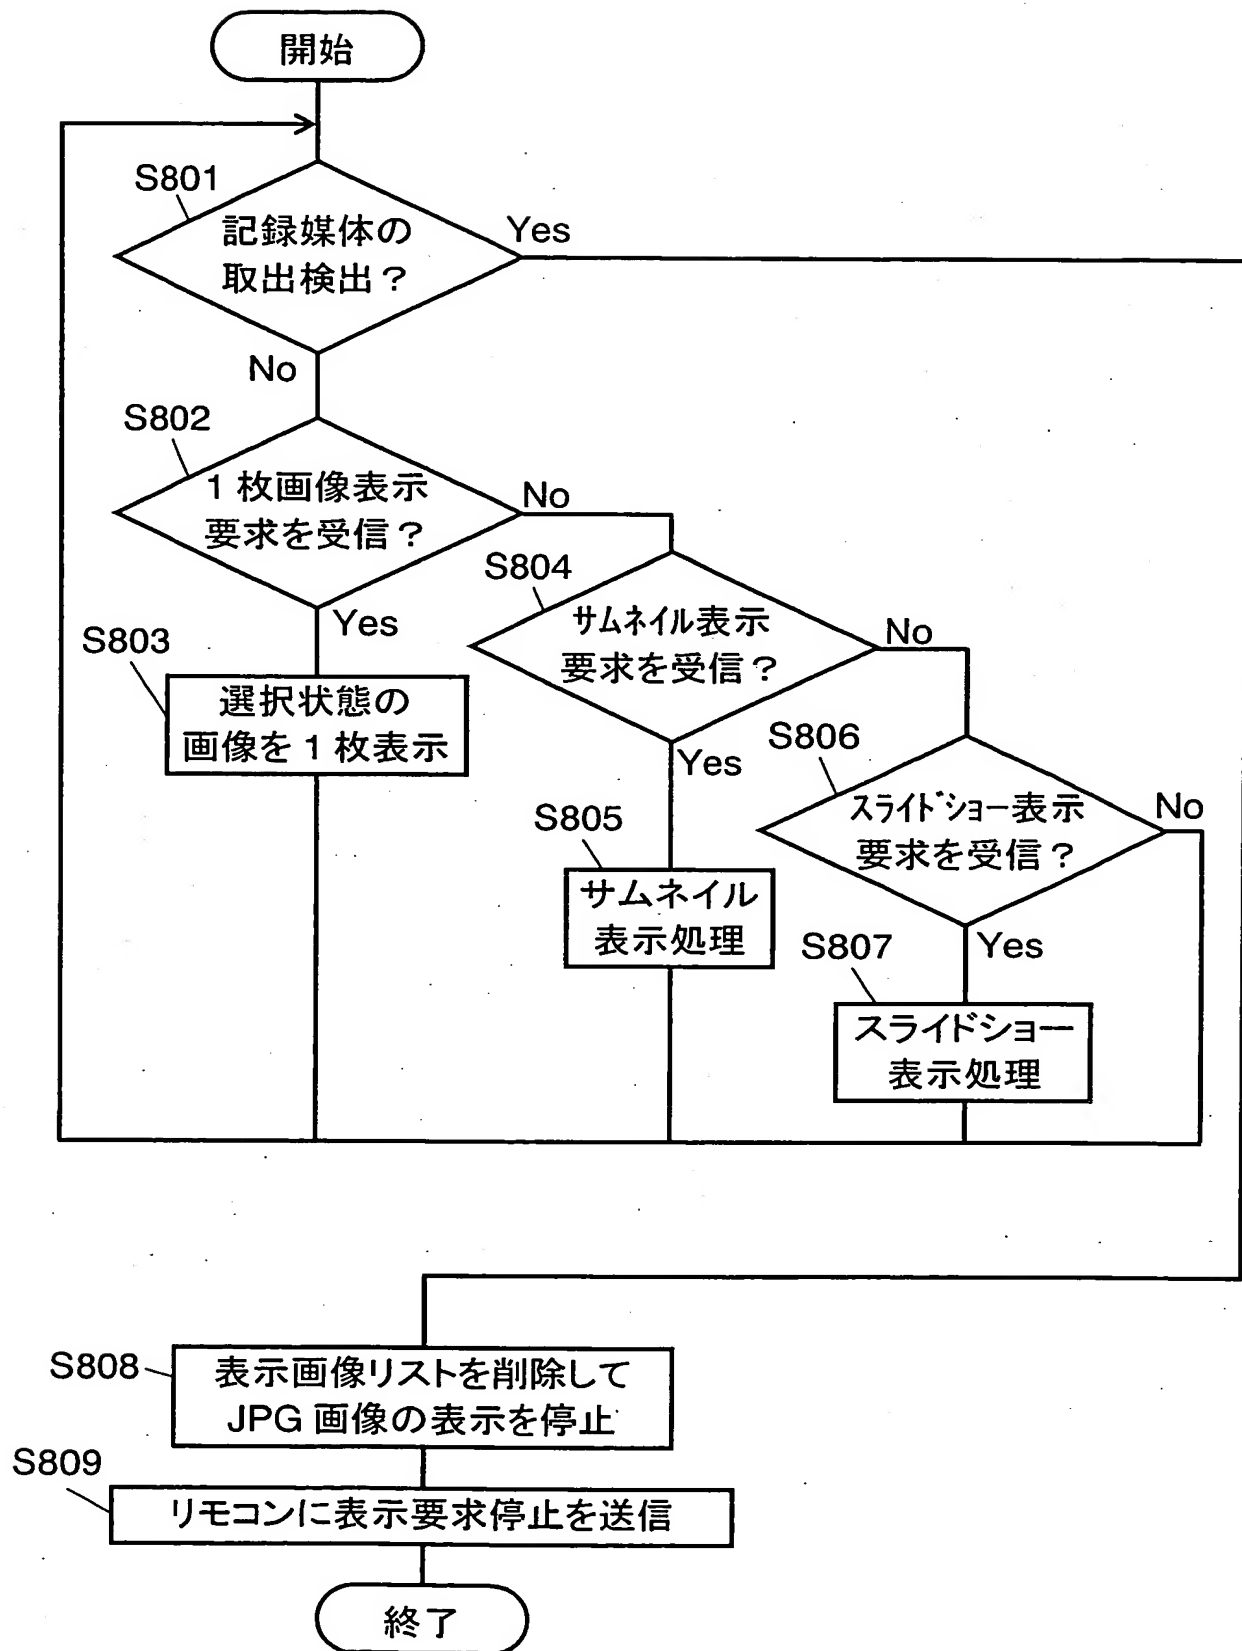 開始
S801
記録媒体の
取出検出？
Yes
No
S802
1枚画像表示
要求を受信？
No
Yes
S803
選択状態の
画像を1枚表示
S804
サムネイル表示
要求を受信？
No
Yes
S805
サムネイル
表示処理
S806
スライドショー表示
要求を受信？
No
Yes
S807
スライドショー
表示処理
S808
表示画像リストを削除して
JPG 画像の表示を停止
S809
リモコンに表示要求停止を送信
終了